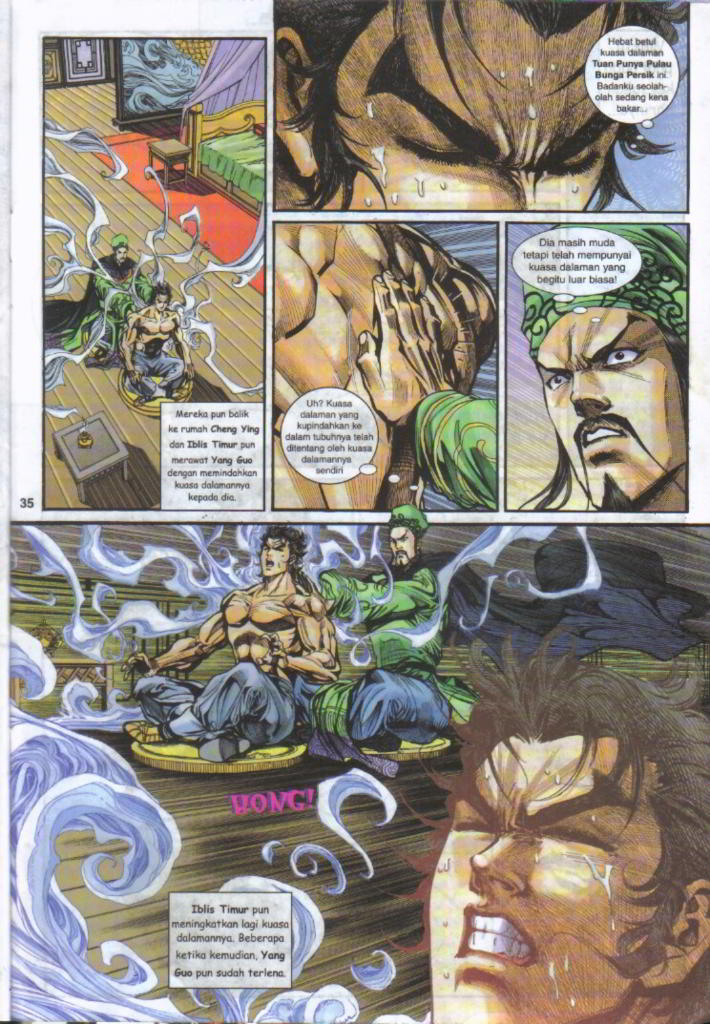 Mereka pun balik
ke rumah Cheng Ying
dan Iblis Timur pun
merawat Yang Guo
dengan memindahkan
kuasa dalamannya
kepada dia.
Hebat betul
kuasa dalaman
Tuan Punya Pulau
Bunga Persik ini.
Badanku seolah-
olah sedang kena
bakar...
Uh? Kuasa
dalaman yang
kupindahkan ke
dalam tubuhnya telah
ditentang oleh kuasa
dalamannya
sendiri
Dia masih muda
tetapi telah mempunyai
kuasa dalaman yang
begitu luar biasa!
35
HONG!
Iblis Timur pun
meningkatkan lagi kuasa
dalamannya. Beberapa
ketika kemudian, Yang
Guo pun sudah terlena.